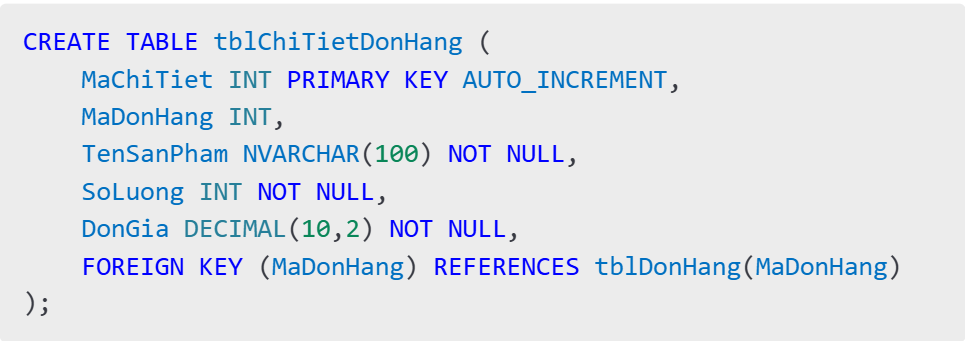 CREATE TABLE tblChiTietDonHang (
    MaChiTiet INT PRIMARY KEY AUTO_INCREMENT,
    MaDonHang INT,
    TenSanPham NVARCHAR(100) NOT NULL,
    SoLuong INT NOT NULL,
    DonGia DECIMAL(10,2) NOT NULL,
    FOREIGN KEY (MaDonHang) REFERENCES tblDonHang(MaDonHang)
);